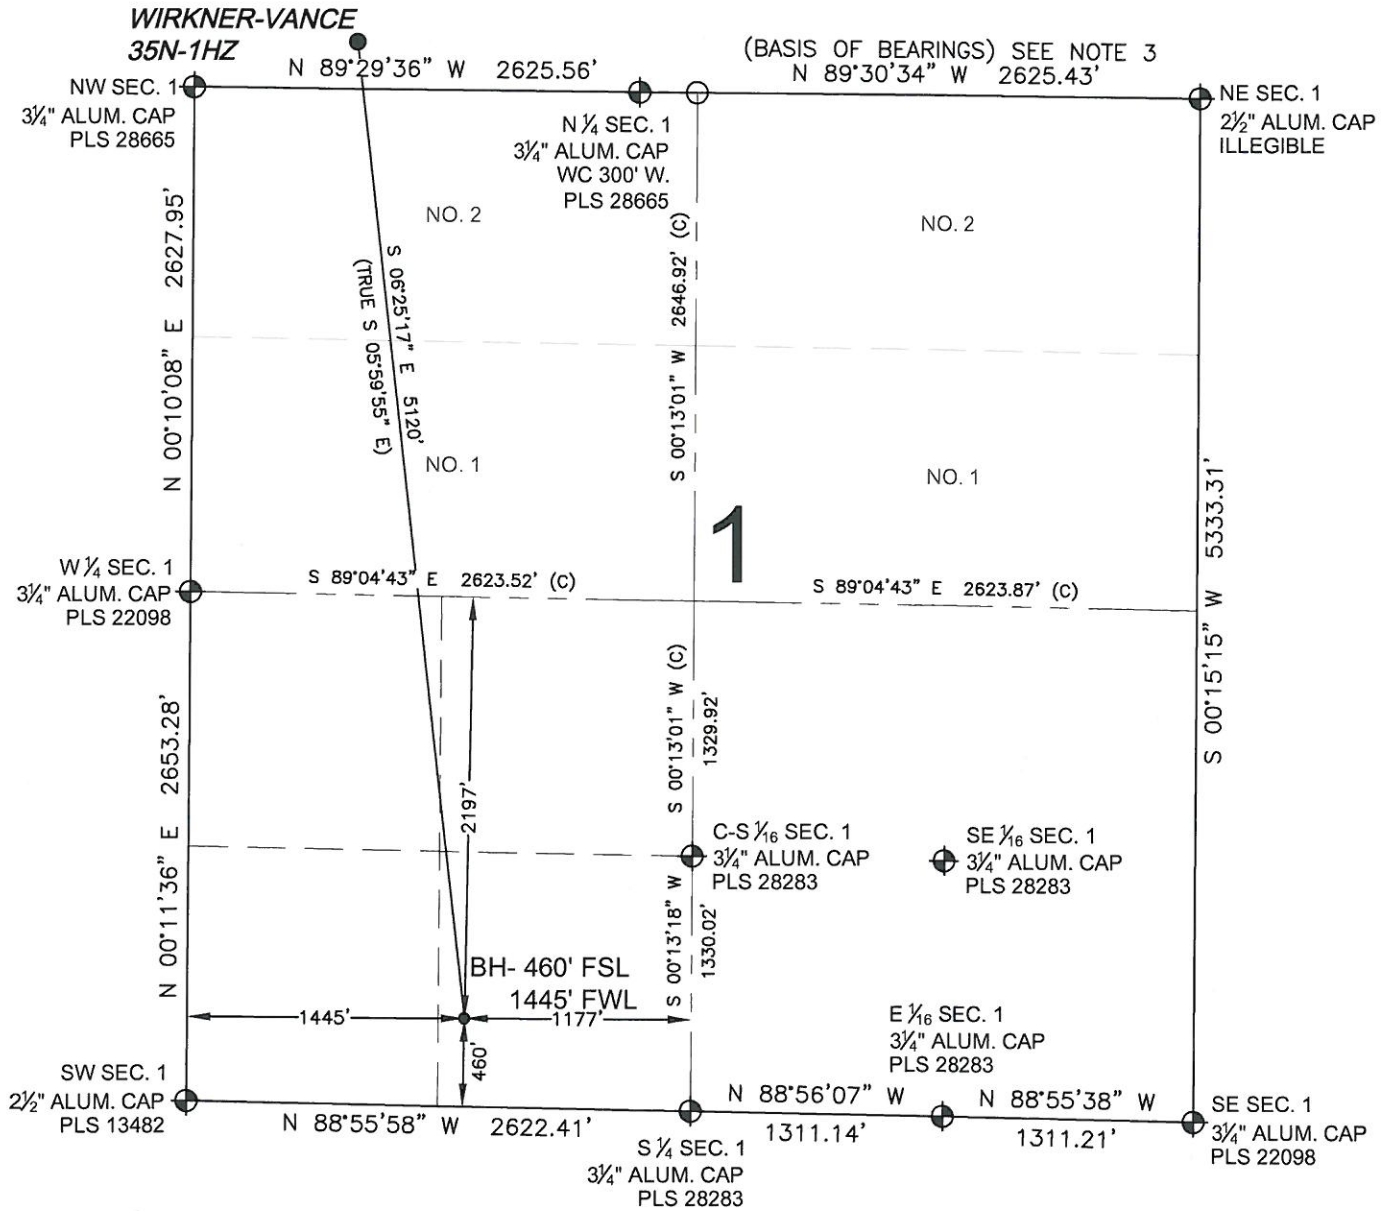 WIRKNER-VANCE
35N-1HZ
N 89°29'36" W 2625.56'
(BASIS OF BEARINGS) SEE NOTE 3
N 89°30'34" W 2625.43'
NW SEC. 1
3¼" ALUM. CAP
PLS 28665
N ¼ SEC. 1
3¼" ALUM. CAP
WC 300' W.
PLS 28665
NE SEC. 1
2½" ALUM. CAP
ILLEGIBLE
N 00°10'08" E 2627.95'
NO. 2
S 06°25'17" E 5120'
(TRUE S 05°59'55" E)
S 00°13'01" W 2646.92' (C)
NO. 2
NO. 1
NO. 1
1
S 00°15'15" W 5333.31'
W ¼ SEC. 1
3¼" ALUM. CAP
PLS 22098
S 89°04'43" E 2623.52' (C)
S 89°04'43" E 2623.87' (C)
N 00°11'36" E 2653.28'
2197'
S 00°13'01" W (C)
1329.92'
C-S 1⁄16 SEC. 1
3¼" ALUM. CAP
PLS 28283
SE 1⁄16 SEC. 1
3¼" ALUM. CAP
PLS 28283
S 00°13'18" W
1330.02'
BH- 460' FSL
1445' FWL
1445'
1177'
460'
E 1⁄16 SEC. 1
3¼" ALUM. CAP
PLS 28283
SW SEC. 1
2½" ALUM. CAP
PLS 13482
N 88°55'58" W 2622.41'
S ¼ SEC. 1
3¼" ALUM. CAP
PLS 28283
N 88°56'07" W
1311.14'
N 88°55'38" W
1311.21'
SE SEC. 1
3¼" ALUM. CAP
PLS 22098